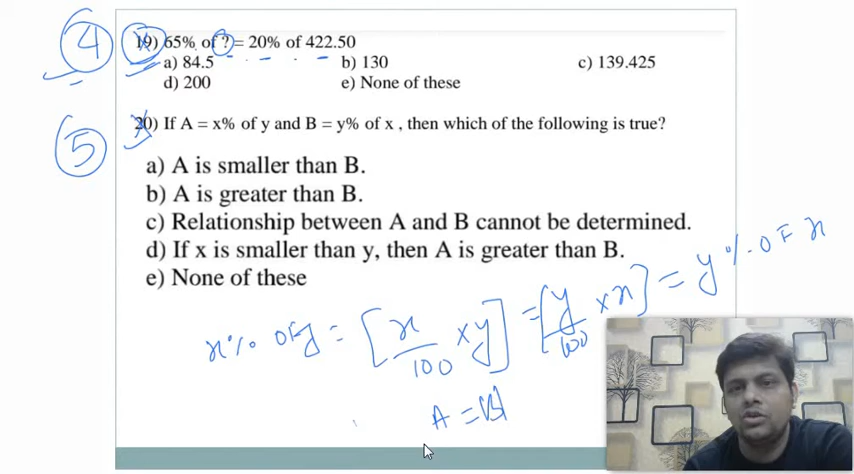 4 19) 65% of ? = 20% of 422.50
a) 84.5 b) 130 c) 139.425
d) 200 e) None of these
5 20) If A = x% of y and B = y% of x , then which of the following is true?
a) A is smaller than B.
b) A is greater than B.
c) Relationship between A and B cannot be determined.
d) If x is smaller than y, then A is greater than B.
e) None of these
x% OF y = [x/100 × y] = [y/100 × x] = y% OF x
A = B